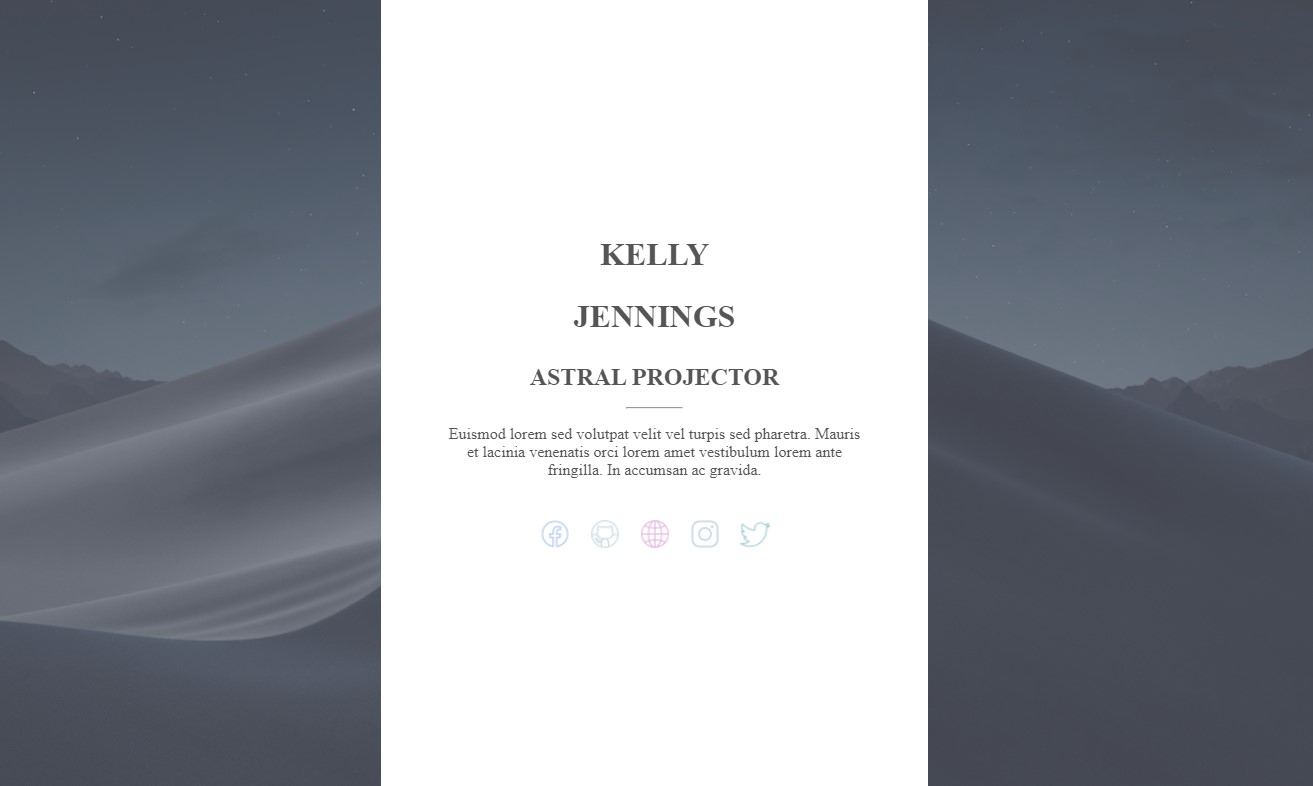 KELLY
JENNINGS
ASTRAL PROJECTOR
Euismod lorem sed volutpat velit vel turpis sed pharetra. Mauris
et lacinia venenatis orci lorem amet vestibulum lorem ante
fringilla. In accumsan ac gravida.